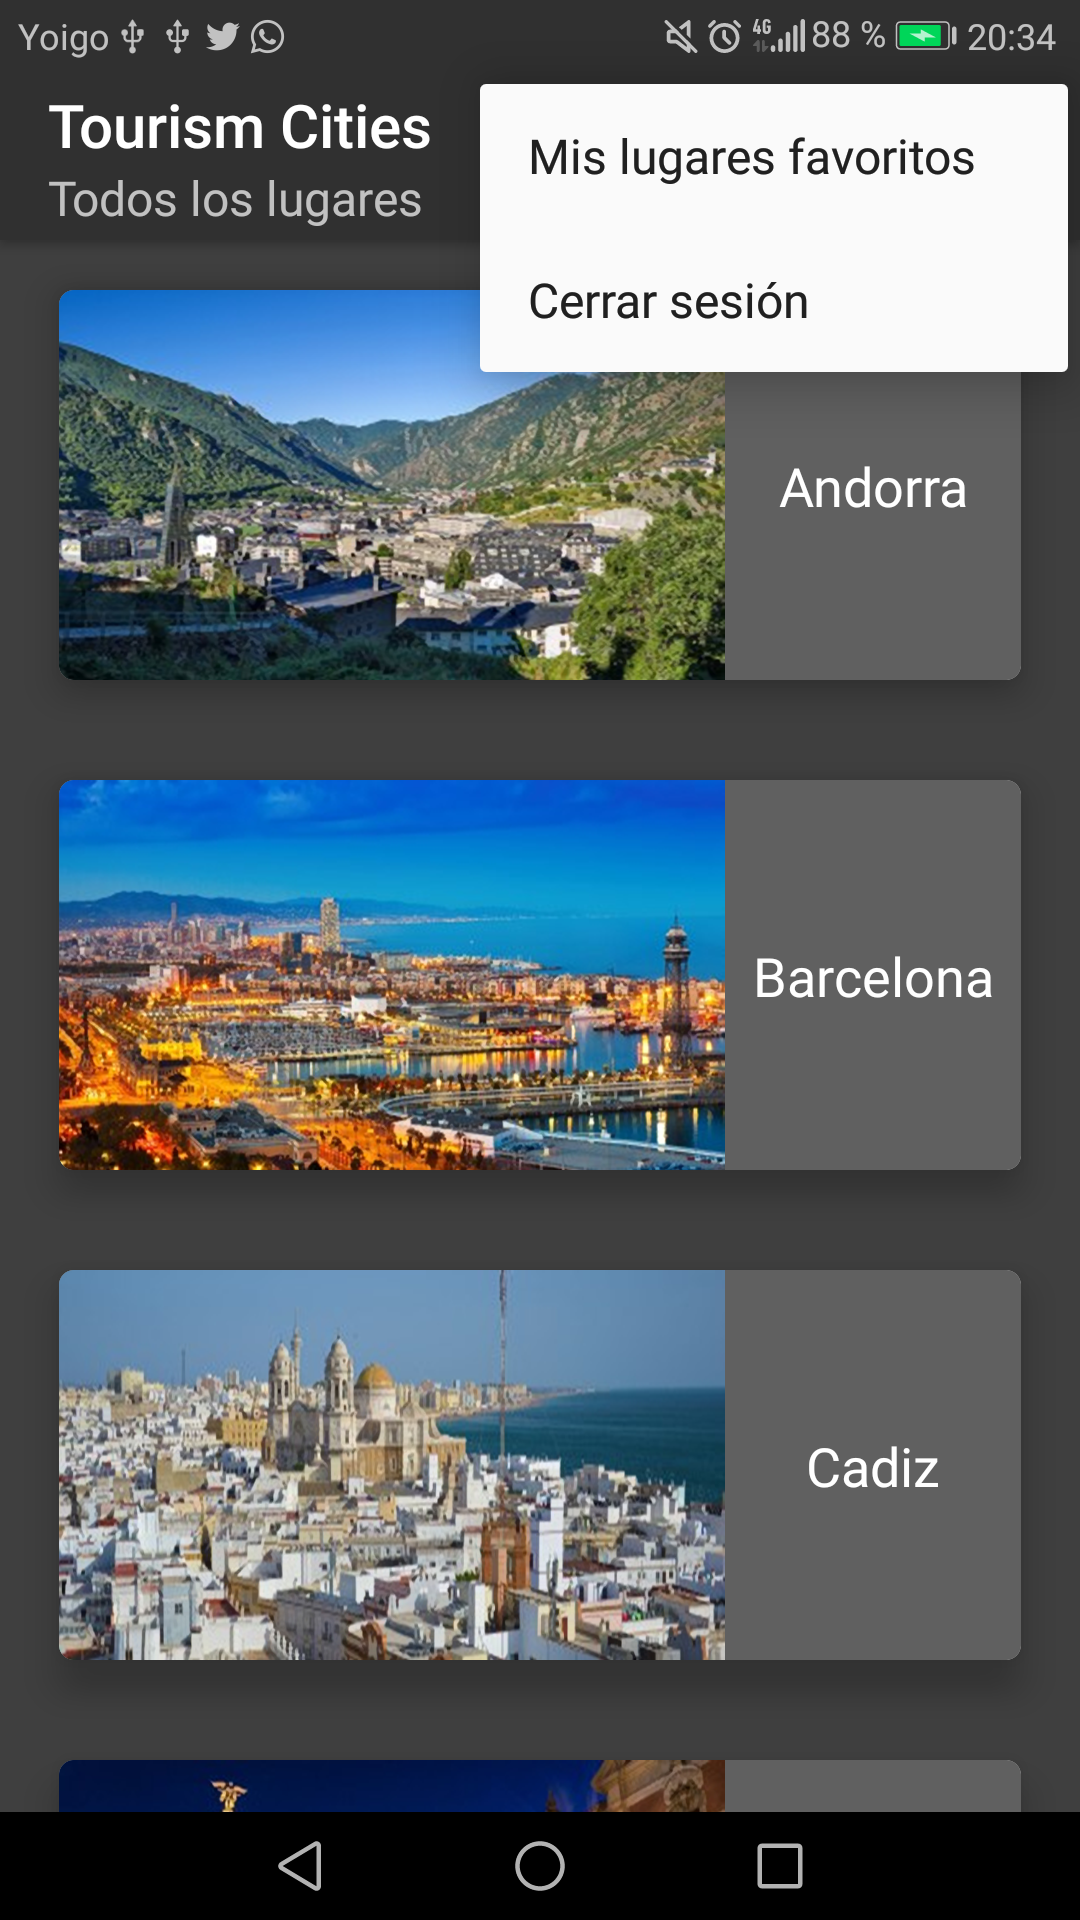 Yoigo 4G 88 % 20:34
Tourism Cities
Todos los lugares
Mis lugares favoritos
Cerrar sesión
Andorra
Barcelona
Cadiz